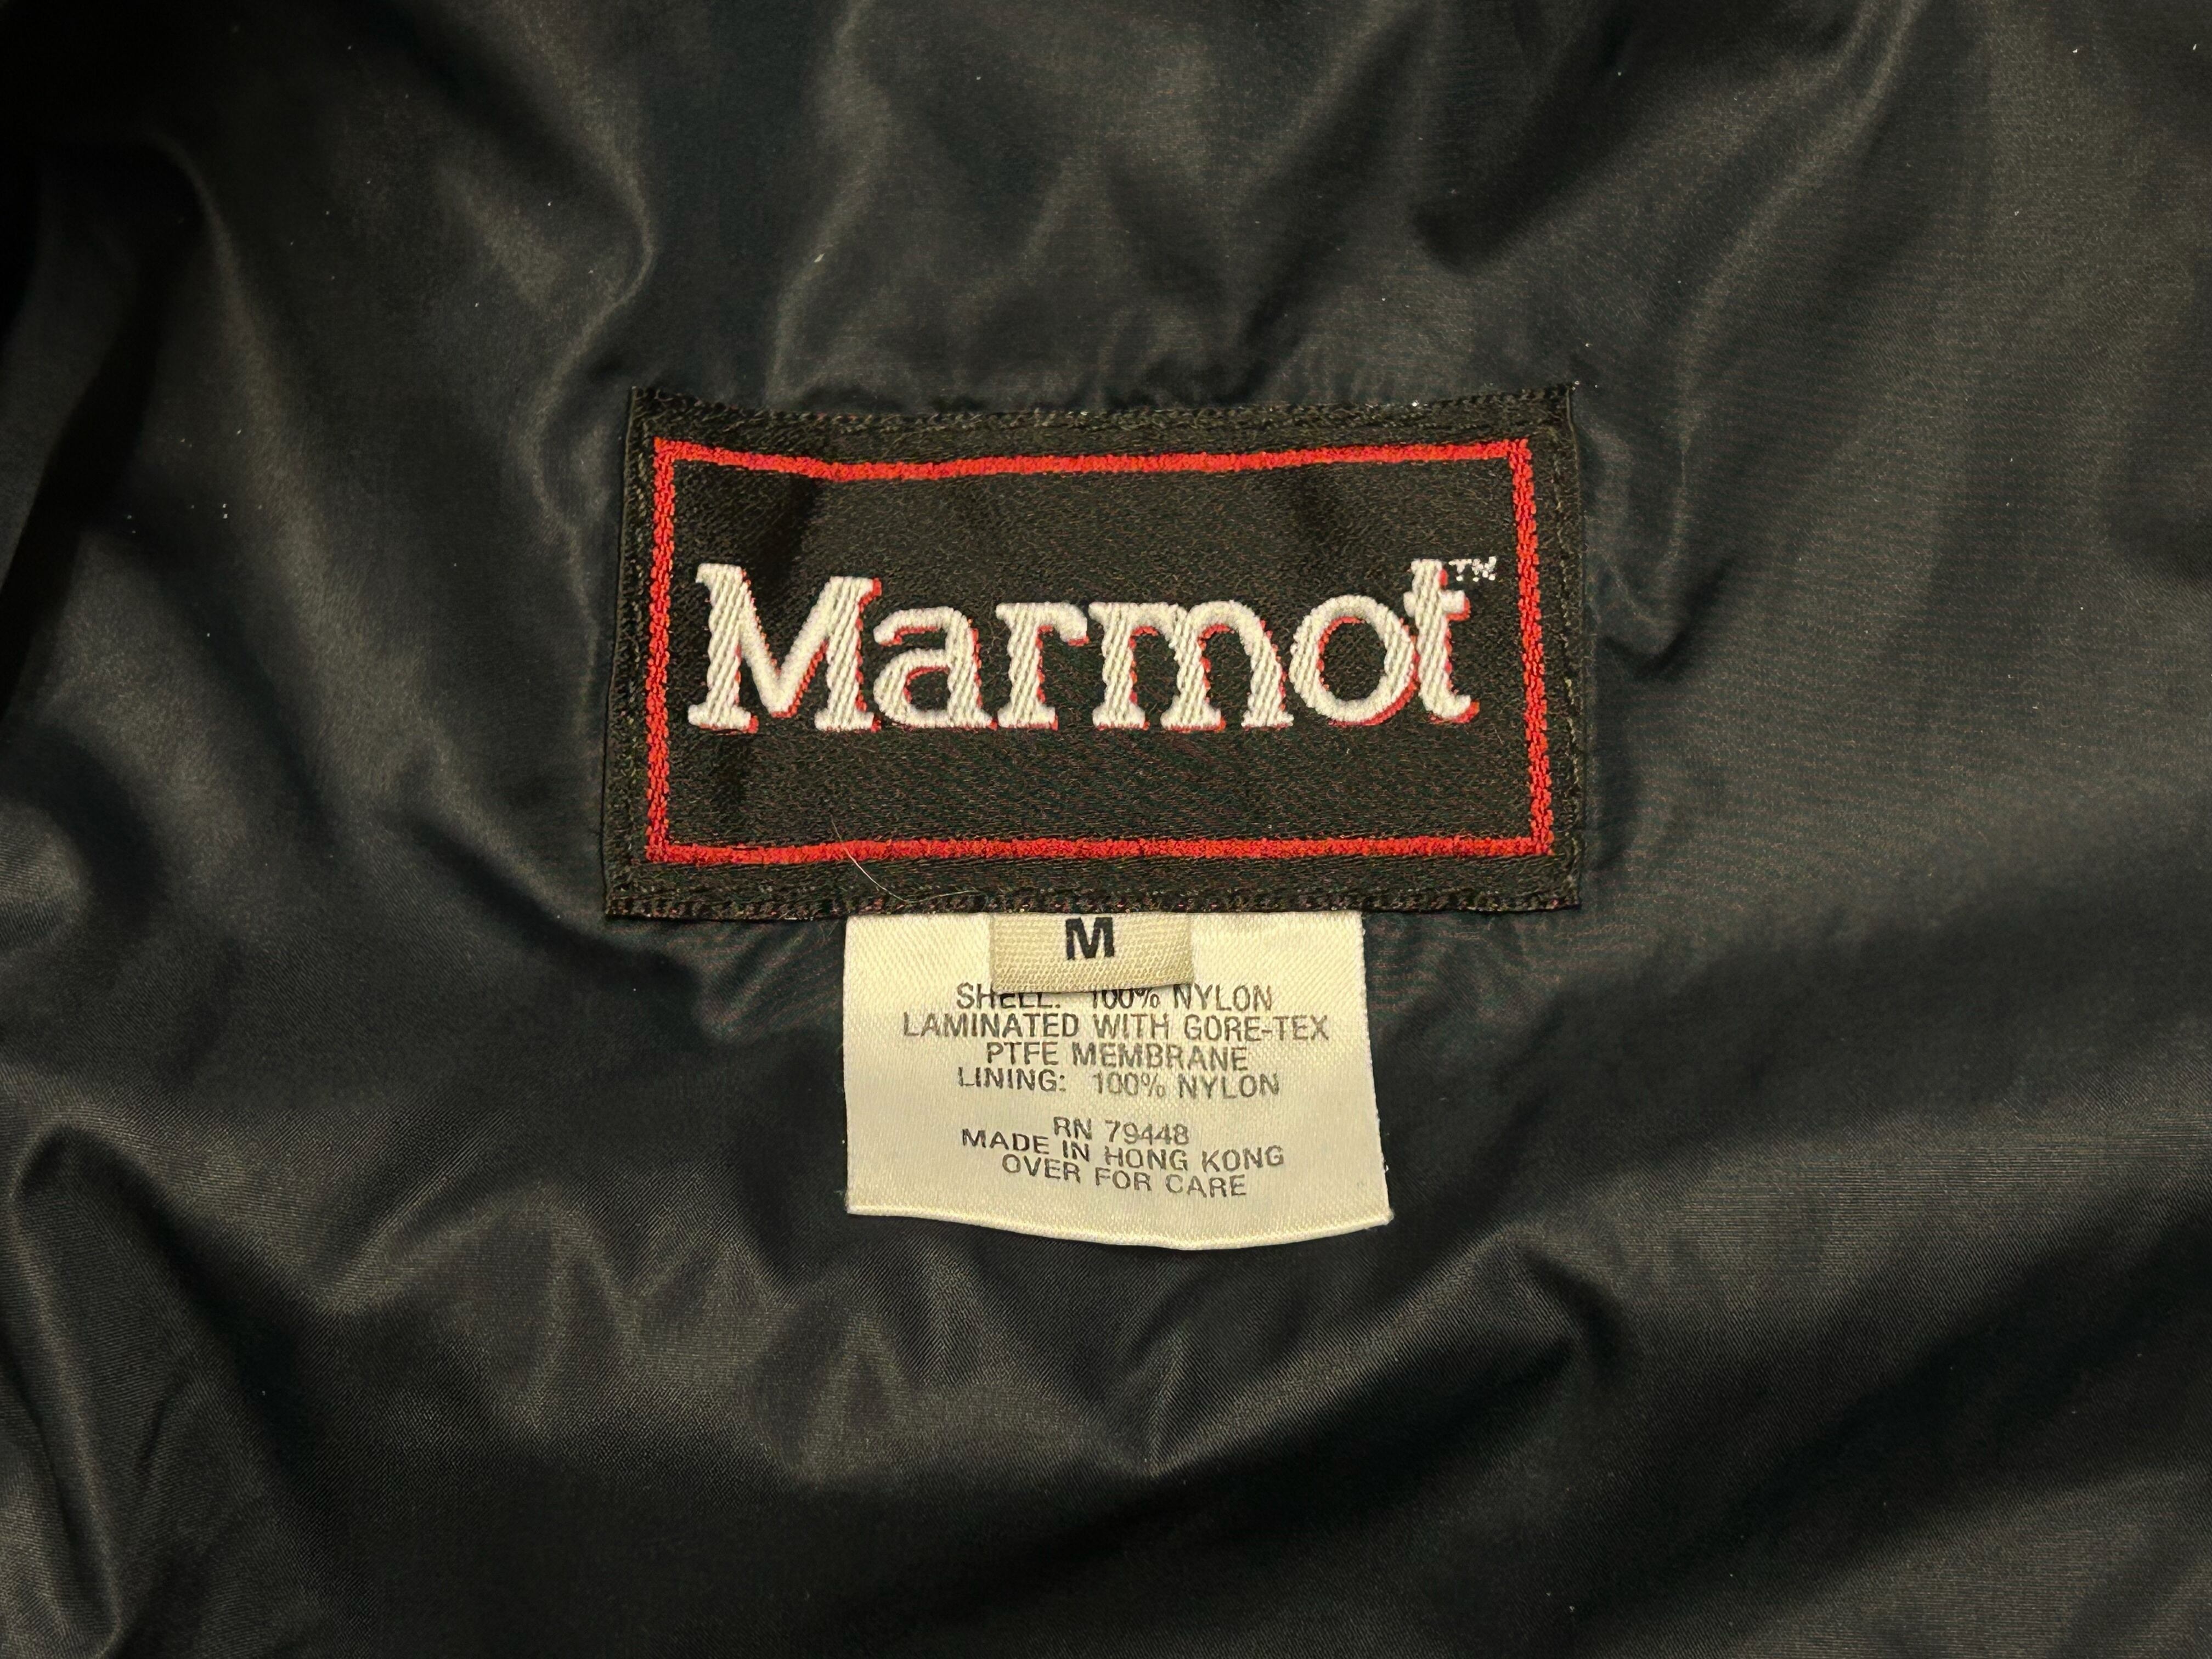 Marmot™
M
SHELL: 100% NYLON
LAMINATED WITH GORE-TEX
PTFE MEMBRANE
LINING: 100% NYLON
RN 79448
MADE IN HONG KONG
OVER FOR CARE